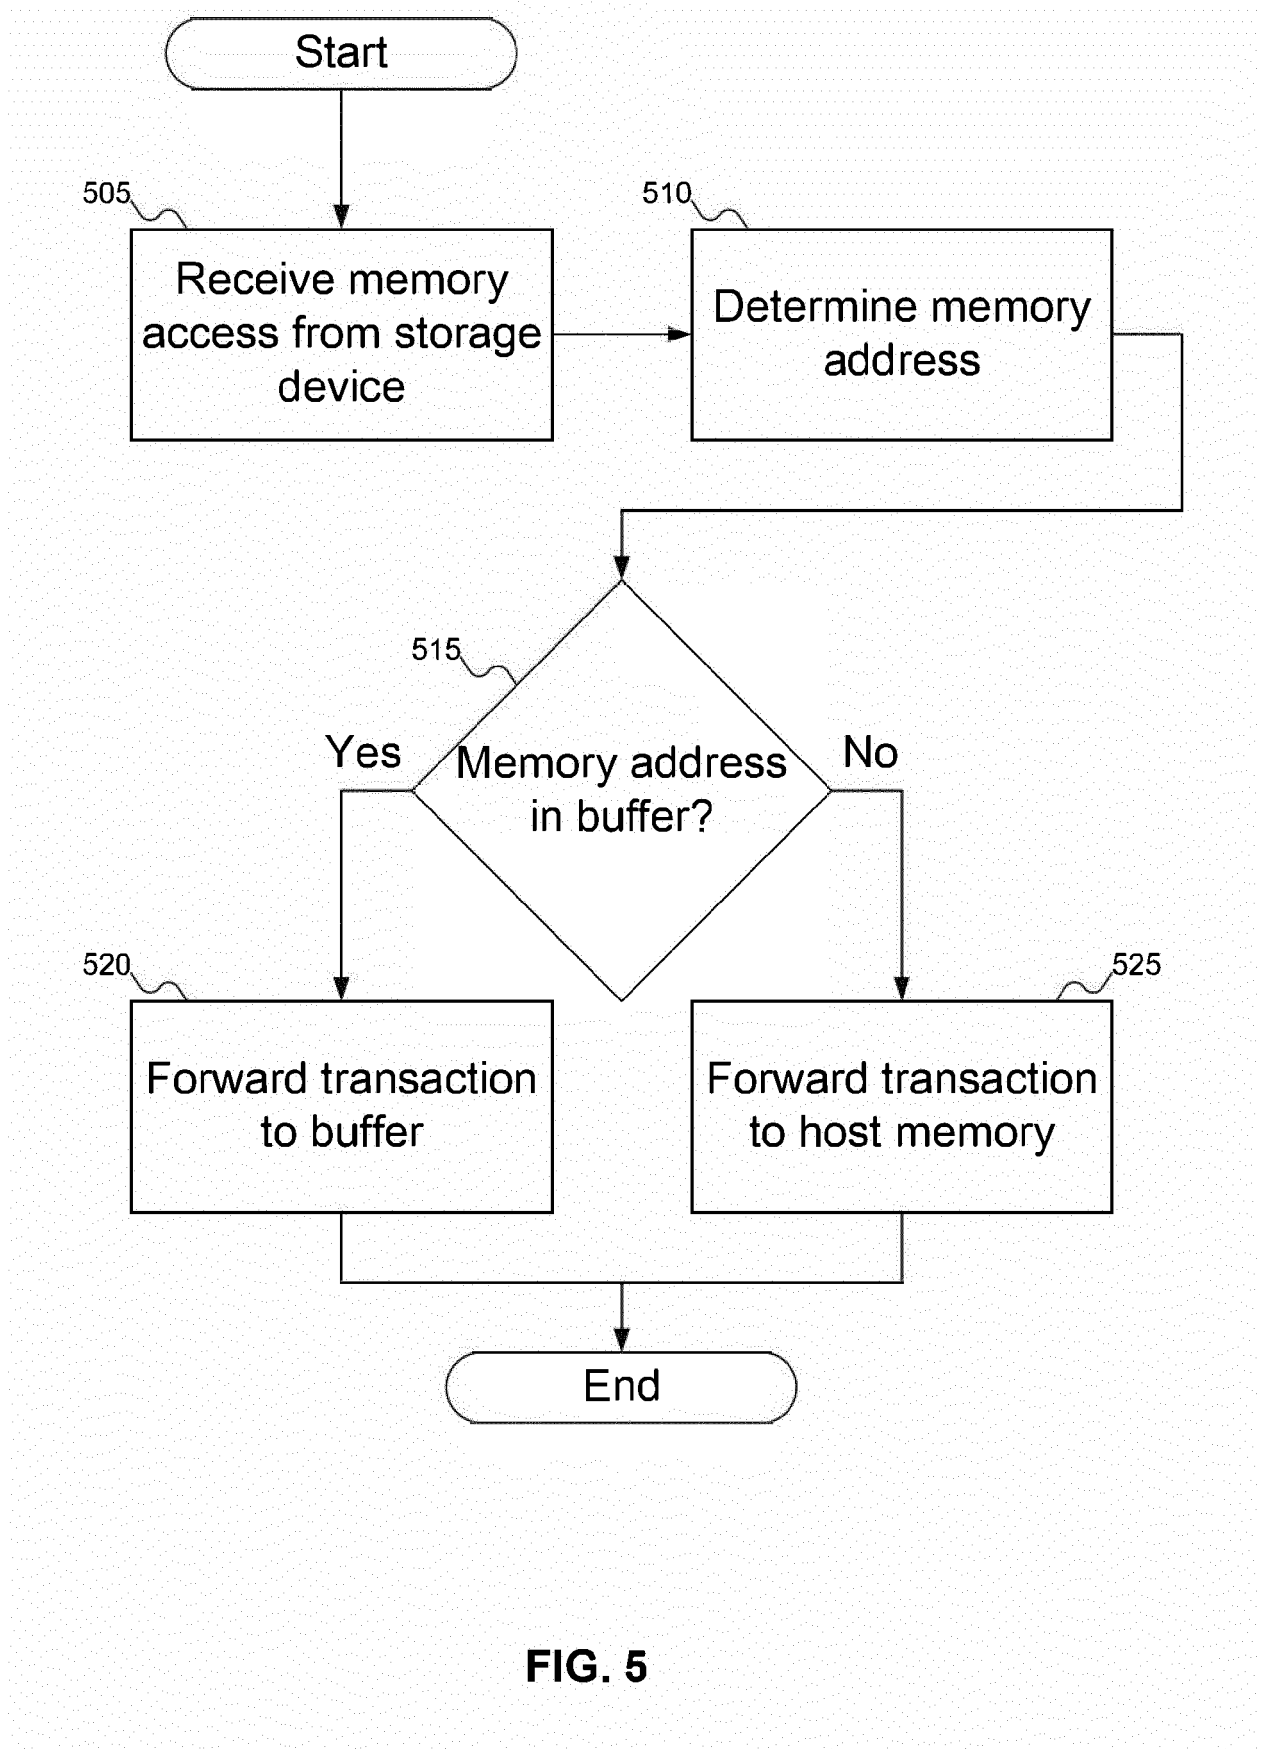 Start
505
Receive memory
access from storage
device
510
Determine memory
address
515
Yes
Memory address
in buffer?
No
520
Forward transaction
to buffer
525
Forward transaction
to host memory
End
FIG. 5